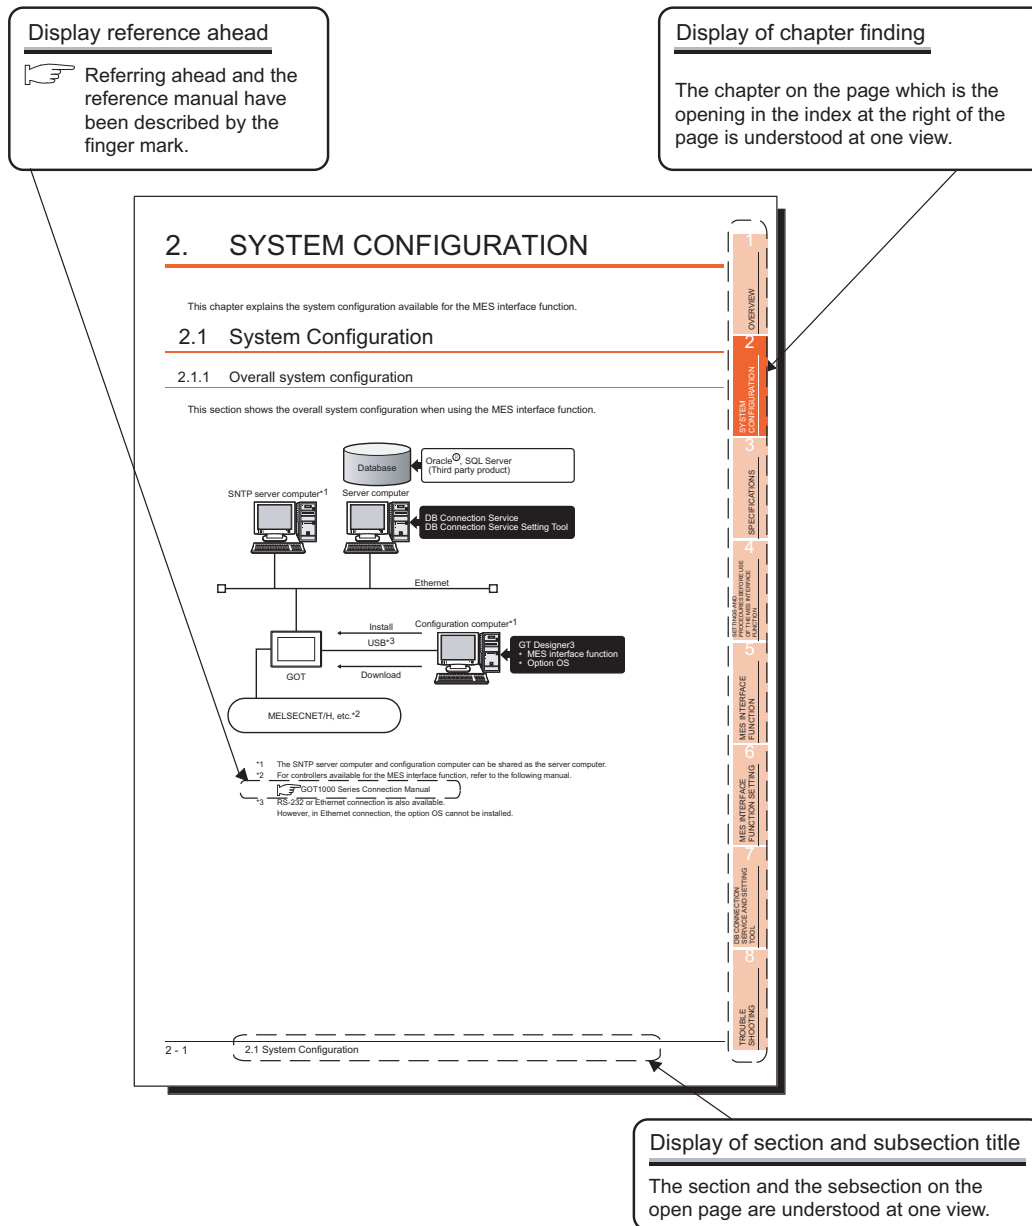 Display reference ahead
Referring ahead and the
reference manual have
been described by the
finger mark.
Display of chapter finding
The chapter on the page which is the
opening in the index at the right of the
page is understood at one view.
2. SYSTEM CONFIGURATION
This chapter explains the system configuration available for the MES interface function.
2.1 System Configuration
2.1.1 Overall system configuration
This section shows the overall system configuration when using the MES interface function.
Database
Oracle®, SQL Server
(Third party product)
SNTP server computer*1
Server computer
DB Connection Service
DB Connection Service Setting Tool
Ethernet
Install
USB*3
Download
Configuration computer*1
GT Designer3
• MES interface function
• Option OS
GOT
MELSECNET/H, etc.*2
*1 The SNTP server computer and configuration computer can be shared as the server computer.
*2 For controllers available for the MES interface function, refer to the following manual.
GOT1000 Series Connection Manual
*3 RS-232 or Ethernet connection is also available.
However, in Ethernet connection, the option OS cannot be installed.
1
OVERVIEW
2
SYSTEM
CONFIGURATION
3
SPECIFICATIONS
4
SETTINGS AND
PROCEDURES BEFORE USE
OF THE MES INTERFACE
FUNCTION
5
MES INTERFACE
FUNCTION
6
MES INTERFACE
FUNCTION SETTING
7
DB CONNECTION
SERVICE AND SETTING
TOOL
8
TROUBLE
SHOOTING
2 - 1
2.1 System Configuration
Display of section and subsection title
The section and the sebsection on the
open page are understood at one view.